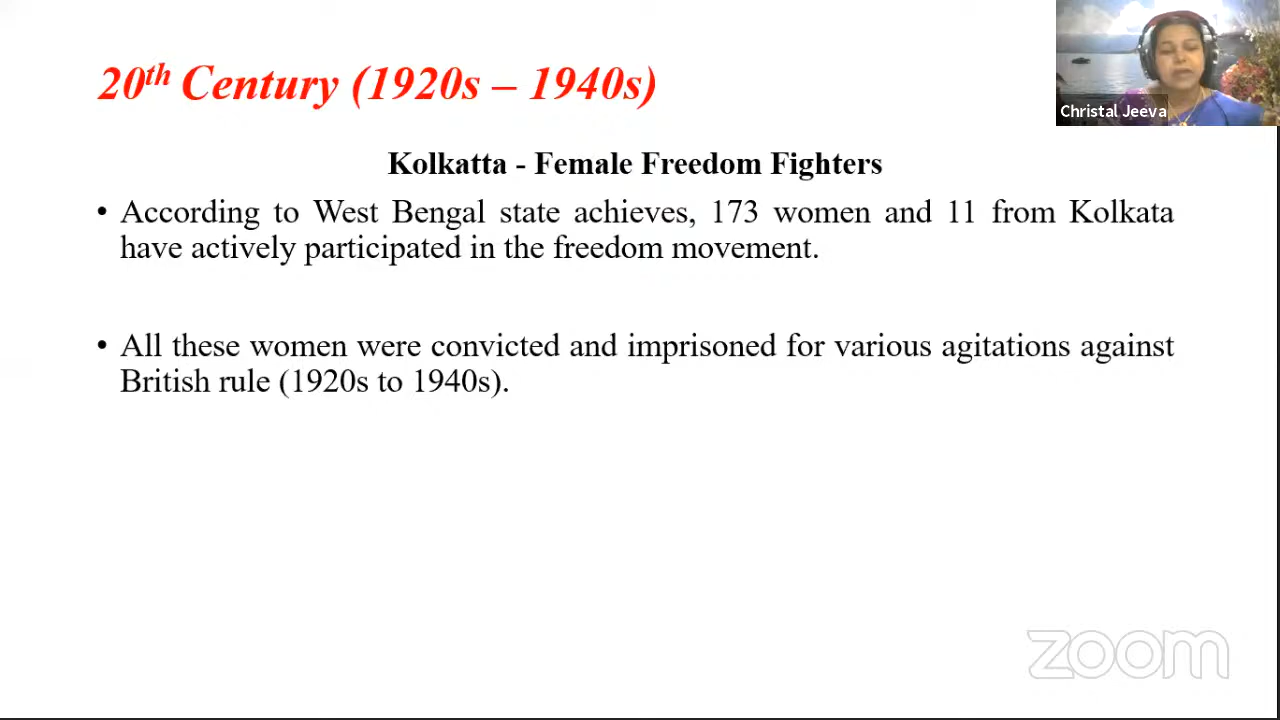 20th Century (1920s – 1940s)
Christal Jeeva
Kolkatta - Female Freedom Fighters
• According to West Bengal state achieves, 173 women and 11 from Kolkata
have actively participated in the freedom movement.
• All these women were convicted and imprisoned for various agitations against
British rule (1920s to 1940s).
zoom